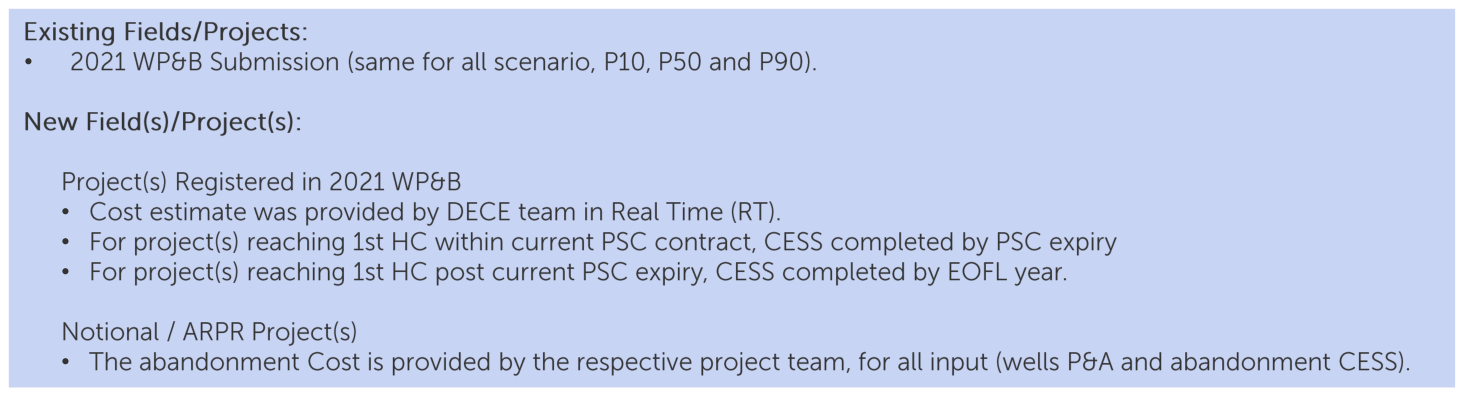 Existing Fields/Projects:
• 2021 WP&B Submission (same for all scenario, P10, P50 and P90).
New Field(s)/Project(s):
Project(s) Registered in 2021 WP&B
• Cost estimate was provided by DECE team in Real Time (RT).
• For project(s) reaching 1st HC within current PSC contract, CESS completed by PSC expiry
• For project(s) reaching 1st HC post current PSC expiry, CESS completed by EOFL year.
Notional / ARPR Project(s)
• The abandonment Cost is provided by the respective project team, for all input (wells P&A and abandonment CESS).